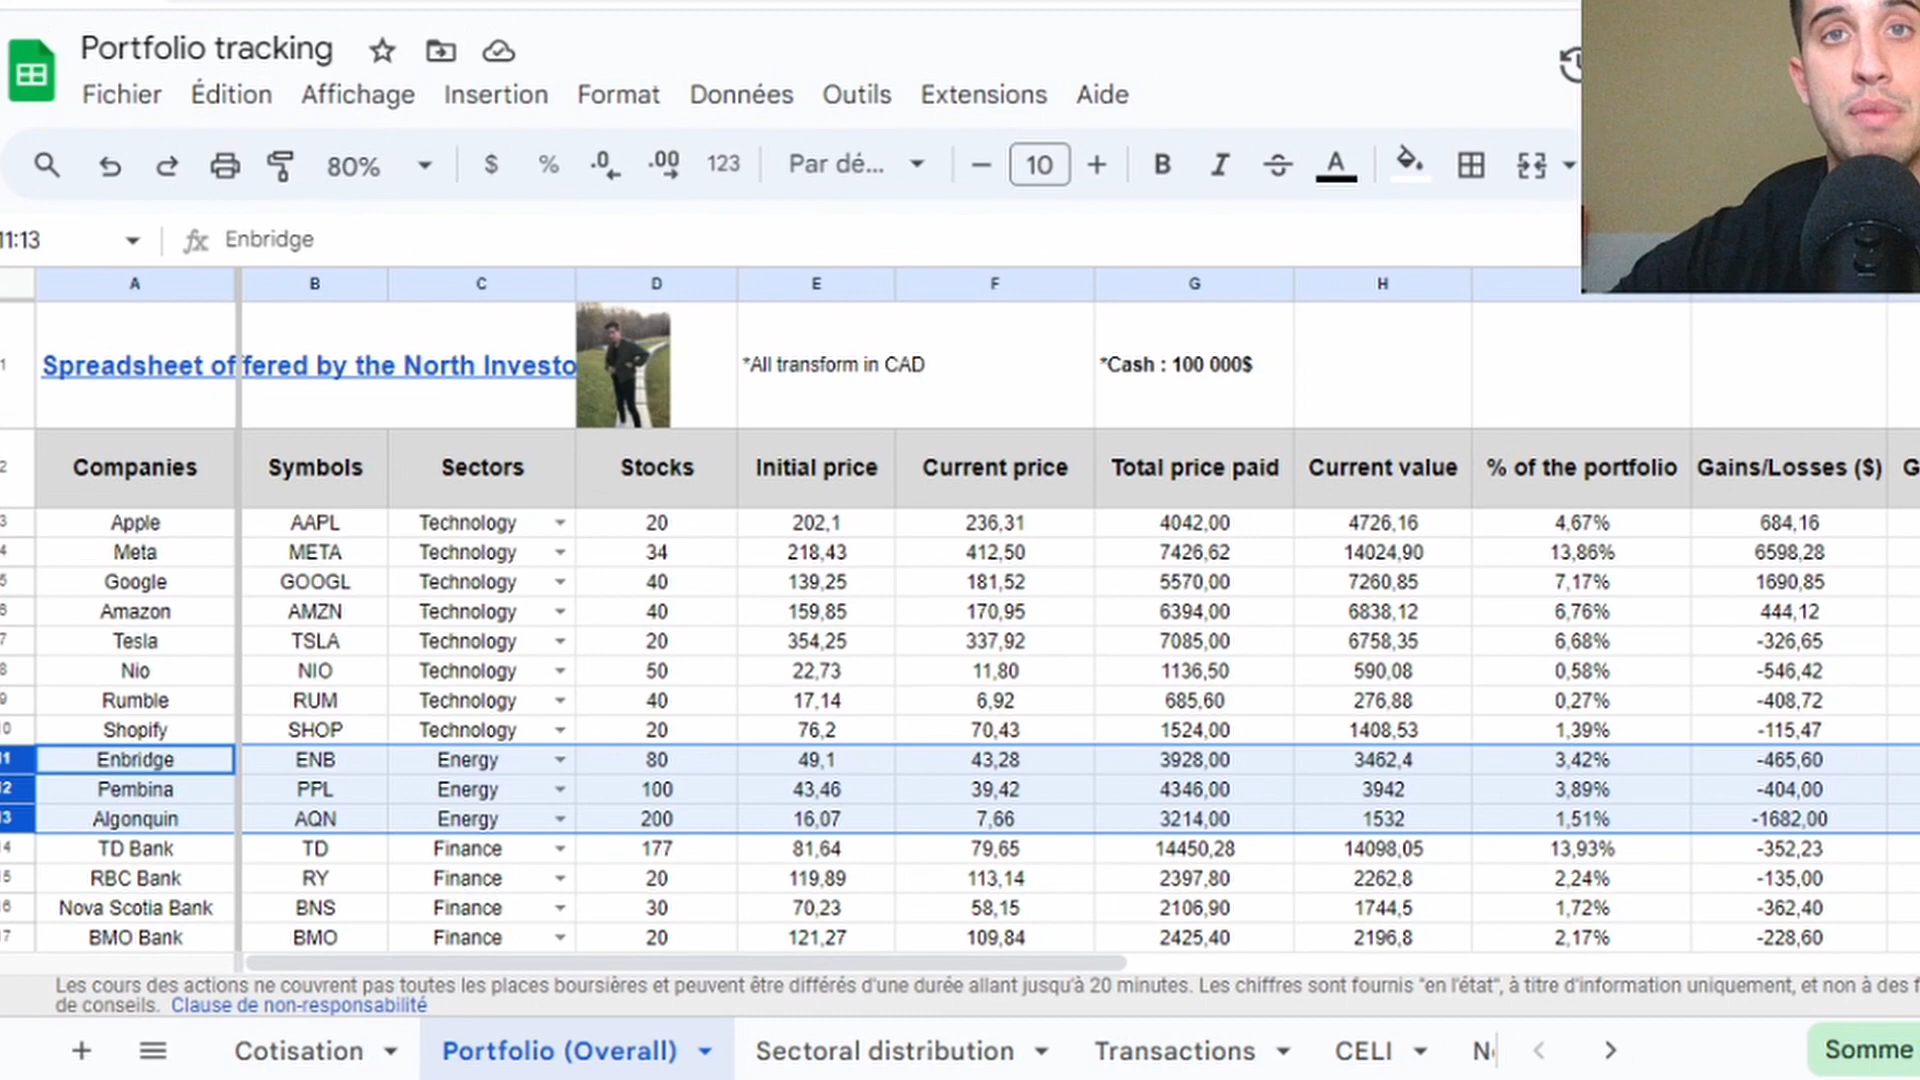 Portfolio tracking
Fichier Édition Affichage Insertion Format Données Outils Extensions Aide
80% $ % .0 .00 123 Par dé... 10 B I A
11:13 fx Enbridge
A B C D E F G H
1 Spreadsheet offered by the North Investo *All transform in CAD *Cash : 100 000$
2 Companies Symbols Sectors Stocks Initial price Current price Total price paid Current value % of the portfolio Gains/Losses ($) G
3 Apple AAPL Technology 20 202,1 236,31 4042,00 4726,16 4,67% 684,16
4 Meta META Technology 34 218,43 412,50 7426,62 14024,90 13,86% 6598,28
5 Google GOOGL Technology 40 139,25 181,52 5570,00 7260,85 7,17% 1690,85
6 Amazon AMZN Technology 40 159,85 170,95 6394,00 6838,12 6,76% 444,12
7 Tesla TSLA Technology 20 354,25 337,92 7085,00 6758,35 6,68% -326,65
8 Nio NIO Technology 50 22,73 11,80 1136,50 590,08 0,58% -546,42
9 Rumble RUM Technology 40 17,14 6,92 685,60 276,88 0,27% -408,72
10 Shopify SHOP Technology 20 76,2 70,43 1524,00 1408,53 1,39% -115,47
11 Enbridge ENB Energy 80 49,1 43,28 3928,00 3462,4 3,42% -465,60
12 Pembina PPL Energy 100 43,46 39,42 4346,00 3942 3,89% -404,00
13 Algonquin AQN Energy 200 16,07 7,66 3214,00 1532 1,51% -1682,00
14 TD Bank TD Finance 177 81,64 79,65 14450,28 14098,05 13,93% -352,23
15 RBC Bank RY Finance 20 119,89 113,14 2397,80 2262,8 2,24% -135,00
16 Nova Scotia Bank BNS Finance 30 70,23 58,15 2106,90 1744,5 1,72% -362,40
17 BMO Bank BMO Finance 20 121,27 109,84 2425,40 2196,8 2,17% -228,60
Les cours des actions ne couvrent pas toutes les places boursières et peuvent être différés d'une durée allant jusqu'à 20 minutes. Les chiffres sont fournis "en l'état", à titre d'information uniquement, et non à des f
de conseils. Clause de non-responsabilité
Cotisation Portfolio (Overall) Sectoral distribution Transactions CELI N Somme